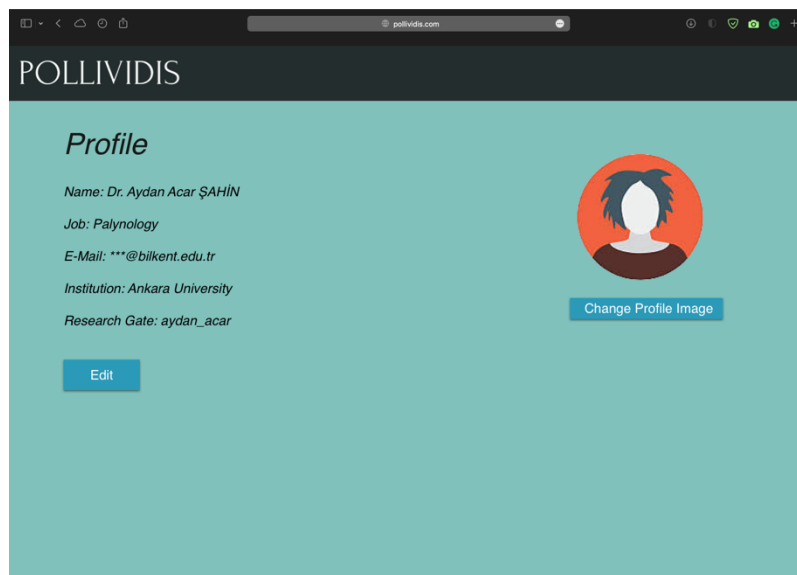 pollividis.com
POLLIVIDIS
Profile
Name: Dr. Aydan Acar ŞAHİN
Job: Palynology
E-Mail: ***@bilkent.edu.tr
Institution: Ankara University
Research Gate: aydan_acar
Change Profile Image
Edit